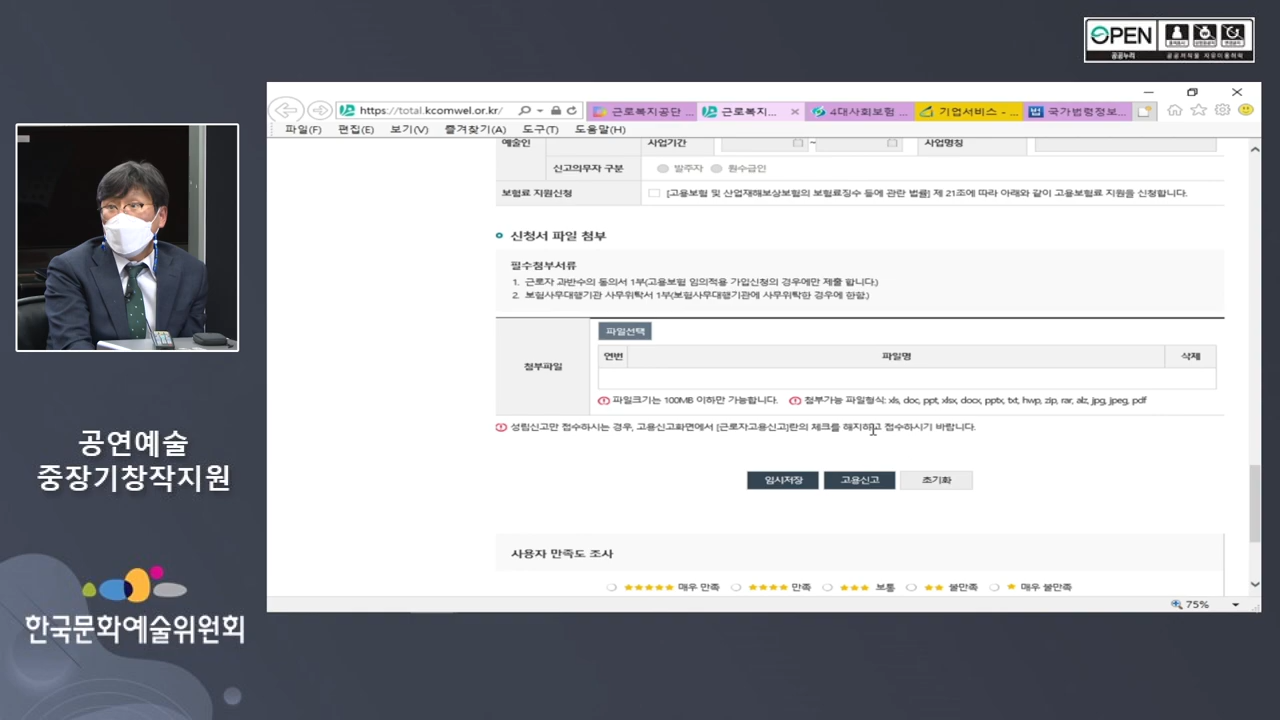 OPEN
공공누리
공공저작물 자유이용허락
https://total.kcomwel.or.kr/
근로복지공단 ...
근로복지...
4대사회보험 ...
기업서비스 - ...
국가법령정보...
파일(F) 편집(E) 보기(V) 즐겨찾기(A) 도구(T) 도움말(H)
예술인
사업기간
~
사업명칭
신고의무자 구분
발주자
원수급인
보험료 지원신청
[고용보험 및 산업재해보상보험의 보험료징수 등에 관한 법률] 제 21조에 따라 아래와 같이 고용보험료 지원을 신청합니다.
신청서 파일 첨부
필수첨부서류
1. 근로자 과반수의 동의서 1부(고용보험 임의적용 가입신청의 경우에만 제출 합니다.)
2. 보험사무대행기관 사무위탁서 1부(보험사무대행기관에 사무위탁한 경우에 한함.)
파일선택
연번 파일명 삭제
첨부파일
파일크기는 100MB 이하만 가능합니다. 첨부가능 파일형식: xls, doc, ppt, xlsx, docx, pptx, txt, hwp, zip, rar, alz, jpg, jpeg, pdf
성립신고만 접수하시는 경우, 고용신고화면에서 [근로자고용신고]란의 체크를 해지하고 접수하시기 바랍니다.
임시저장 고용신고 초기화
사용자 만족도 조사
★★★★★ 매우 만족 ★★★★ 만족 ★★★ 보통 ★★ 불만족 ★ 매우 불만족
75%
공연예술
중장기창작지원
한국문화예술위원회